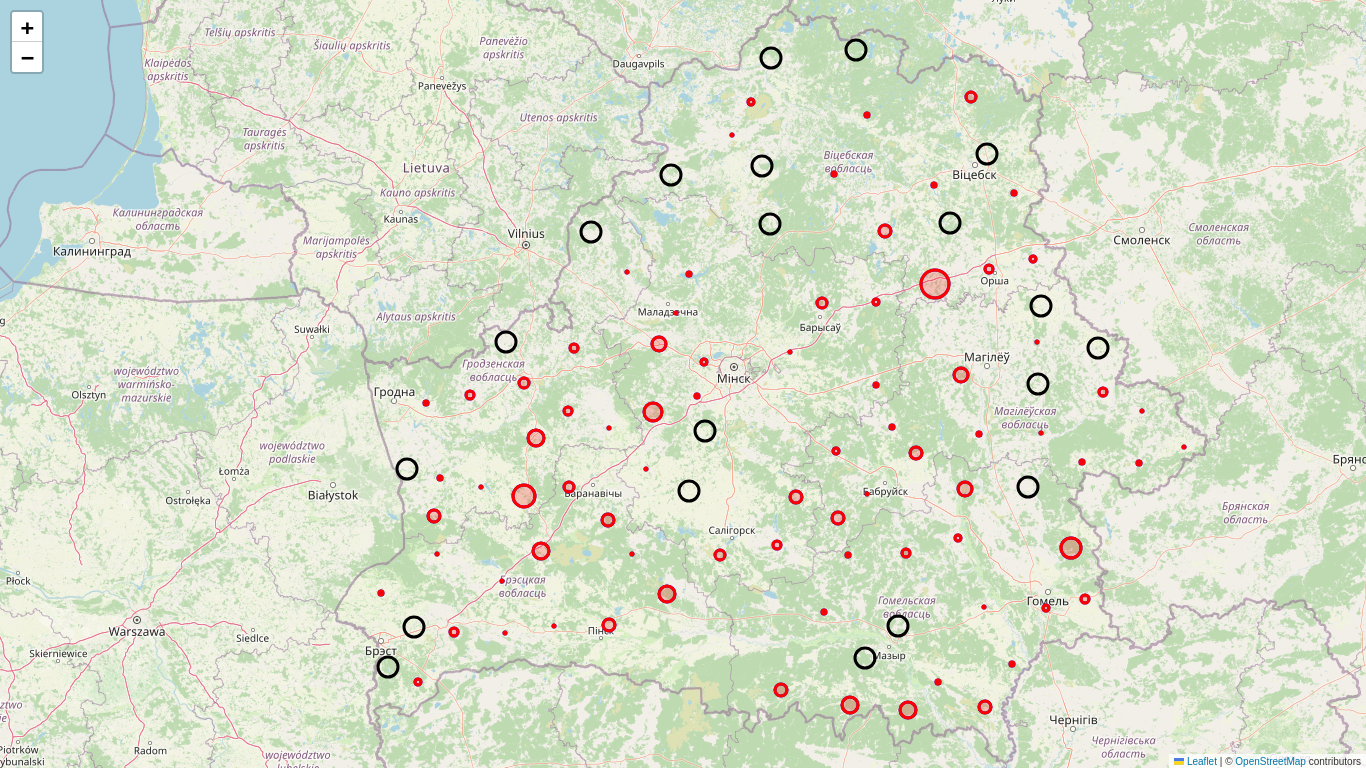 +
−
Луки
Telšių apskritis
Šiaulių apskritis
Panevėžio
apskritis
Klaipėdos
apskritis
Daugavpils
Panevėžys
Utenos apskritis
Tauragės
apskritis
Lietuva
Віцебская
вобласць
Віцебск
Kauno apskritis
Kaunas
Калининградская
область
Vilnius
Marijampolės
apskritis
Калининград
Смоленск
Смоленская
область
Орша
Alytaus apskritis
Маладзечна
Suwałki
Барысаў
Магілёў
Гродзенская
вобласць
województwo
warmińsko-
mazurskie
Мінск
Olsztyn
Гродна
Магілёўская
вобласць
województwo
podlaskie
Łomża
Białystok
Ostrołęka
Баранавічы
Бабруйск
Брянская
область
Салігорск
Płock
Брэсцкая
вобласць
Гомельская
вобласць
Гомель
Warszawa
Siedlce
Пінск
Skierniewice
Брэст
Мазыр
Чернігів
Radom
Чернігівська
область
województwo
lubelskie
Leaflet | © OpenStreetMap contributors